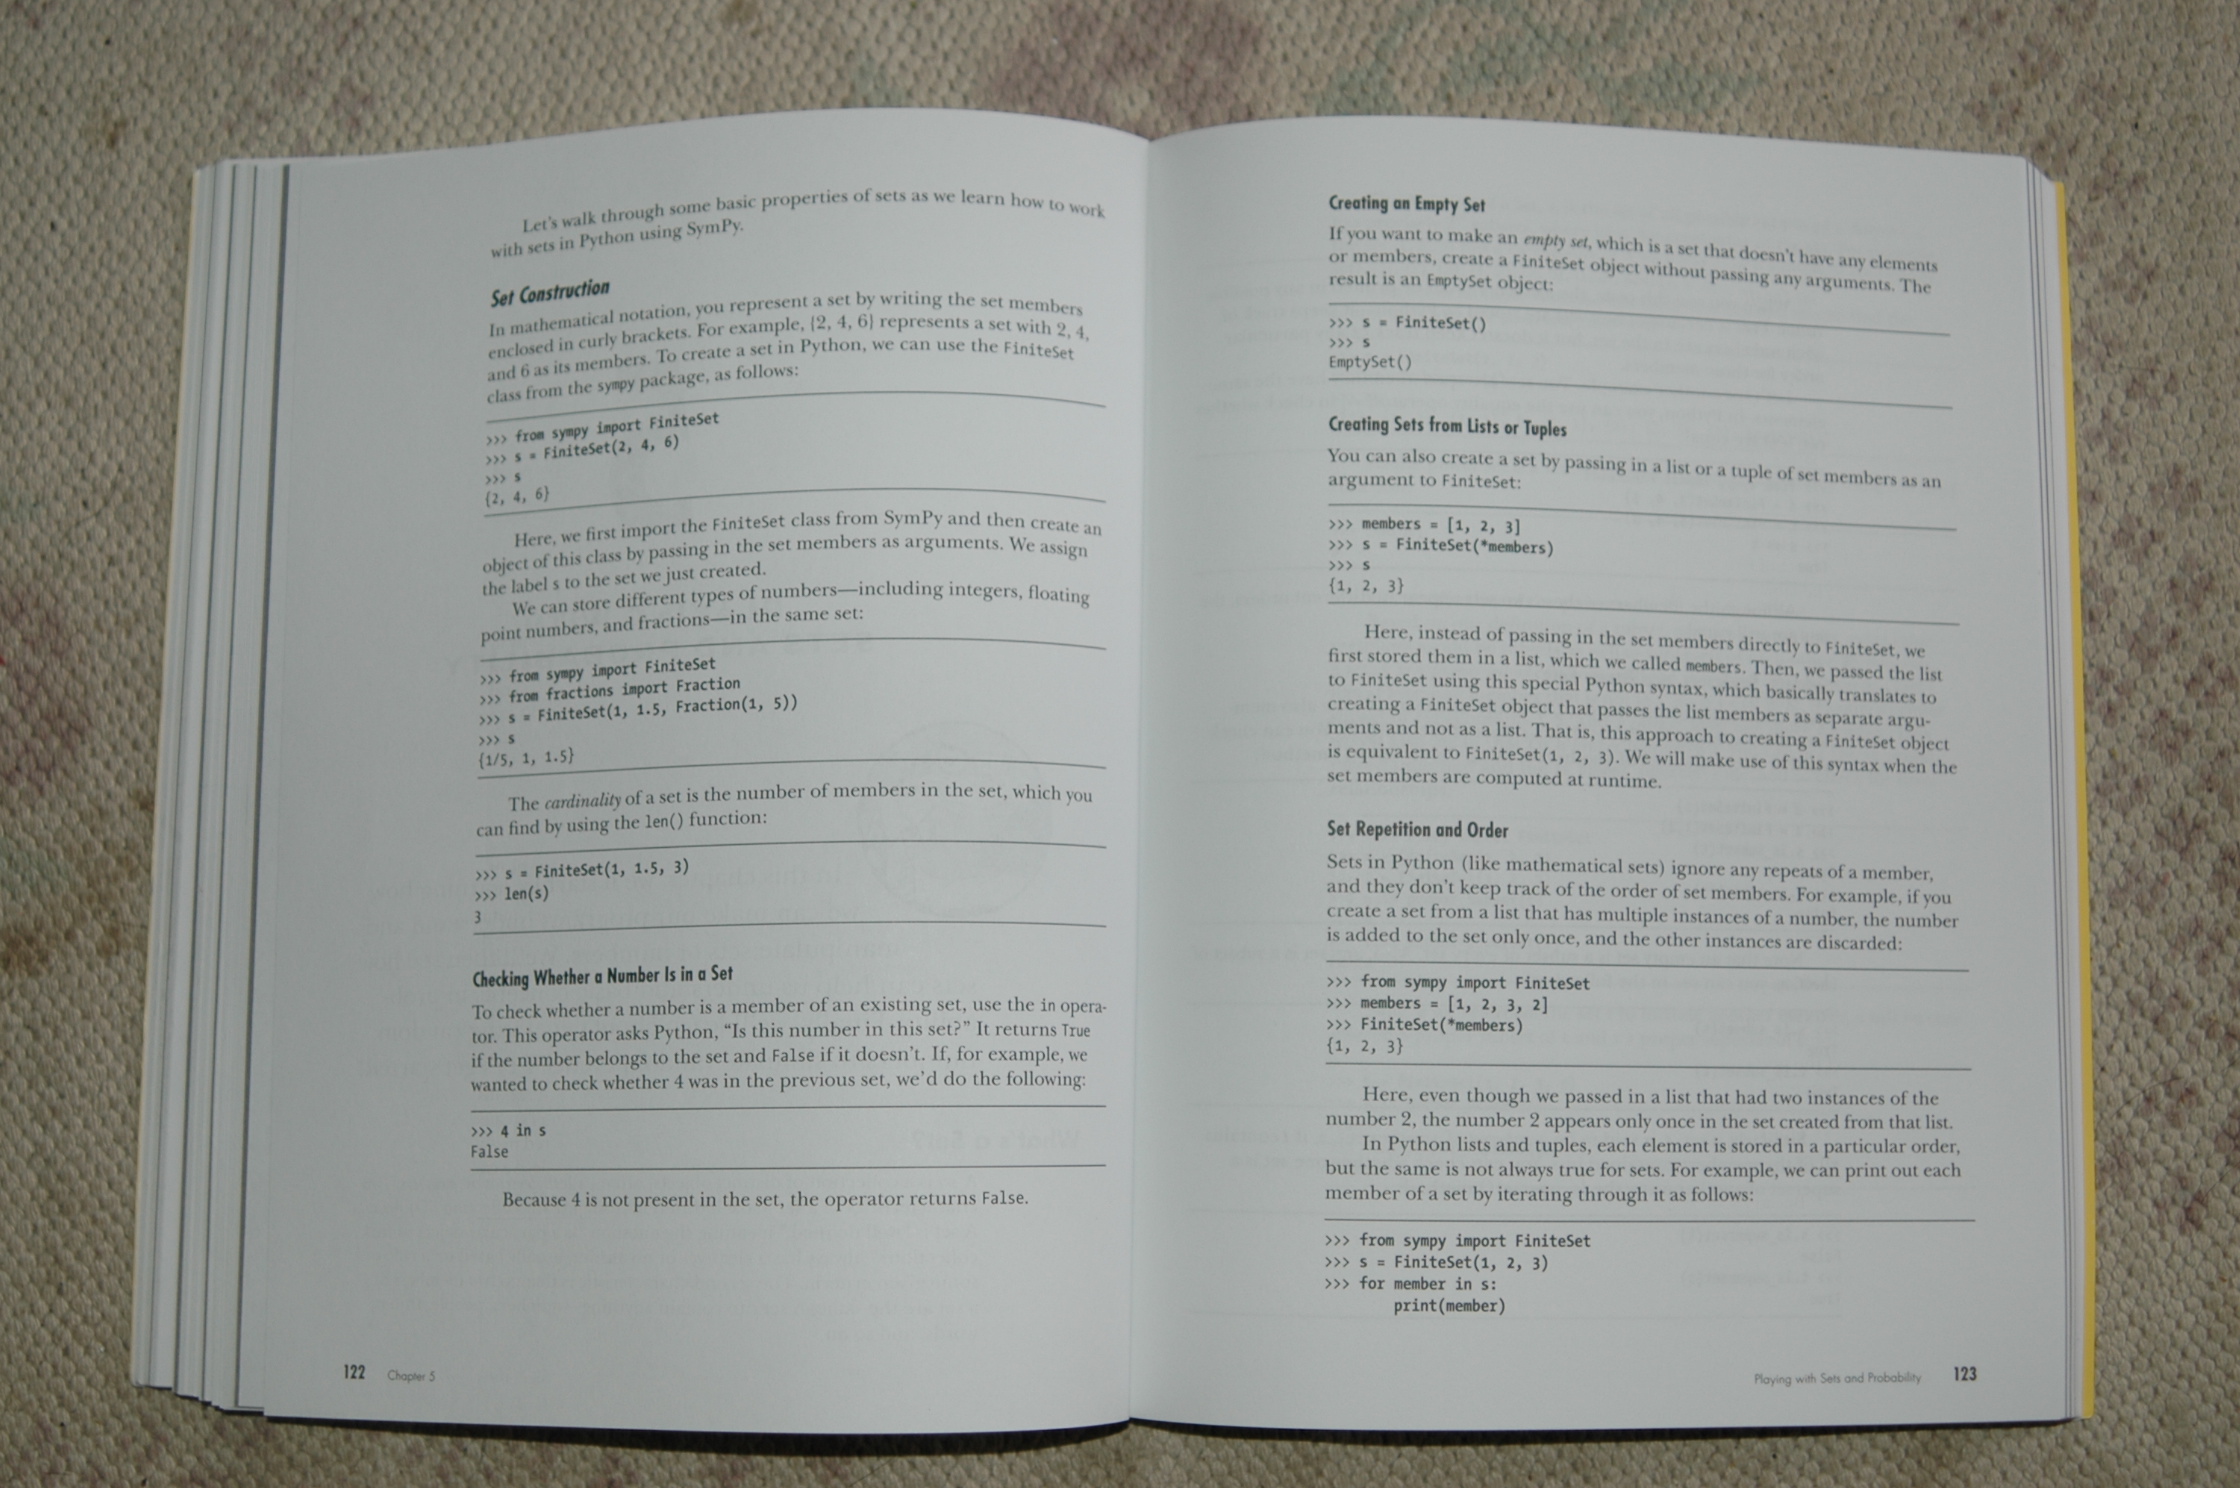 Let's walk through some basic properties of sets as we learn how to work
with sets in Python using SymPy.
Set Construction
In mathematical notation, you represent a set by writing the set members
enclosed in curly brackets. For example, {2, 4, 6} represents a set with 2, 4,
and 6 as its members. To create a set in Python, we can use the FiniteSet
class from the sympy package, as follows:
>>> from sympy import FiniteSet
>>> s = FiniteSet(2, 4, 6)
>>> s
{2, 4, 6}
Here, we first import the FiniteSet class from SymPy and then create an
object of this class by passing in the set members as arguments. We assign
the label s to the set we just created.
We can store different types of numbers—including integers, floating
point numbers, and fractions—in the same set:
>>> from sympy import FiniteSet
>>> from fractions import Fraction
>>> s = FiniteSet(1, 1.5, Fraction(1, 5))
>>> s
{1/5, 1, 1.5}
The cardinality of a set is the number of members in the set, which you
can find by using the len() function:
>>> s = FiniteSet(1, 1.5, 3)
>>> len(s)
3
Checking Whether a Number Is in a Set
To check whether a number is a member of an existing set, use the in opera-
tor. This operator asks Python, “Is this number in this set?” It returns True
if the number belongs to the set and False if it doesn't. If, for example, we
wanted to check whether 4 was in the previous set, we'd do the following:
>>> 4 in s
False
Because 4 is not present in the set, the operator returns False.
122 Chapter 5
Creating an Empty Set
If you want to make an empty set, which is a set that doesn't have any elements
or members, create a FiniteSet object without passing any arguments. The
result is an EmptySet object:
>>> s = FiniteSet()
>>> s
EmptySet()
Creating Sets from Lists or Tuples
You can also create a set by passing in a list or a tuple of set members as an
argument to FiniteSet:
>>> members = [1, 2, 3]
>>> s = FiniteSet(*members)
>>> s
{1, 2, 3}
Here, instead of passing in the set members directly to FiniteSet, we
first stored them in a list, which we called members. Then, we passed the list
to FiniteSet using this special Python syntax, which basically translates to
creating a FiniteSet object that passes the list members as separate argu-
ments and not as a list. That is, this approach to creating a FiniteSet object
is equivalent to FiniteSet(1, 2, 3). We will make use of this syntax when the
set members are computed at runtime.
Set Repetition and Order
Sets in Python (like mathematical sets) ignore any repeats of a member,
and they don't keep track of the order of set members. For example, if you
create a set from a list that has multiple instances of a number, the number
is added to the set only once, and the other instances are discarded:
>>> from sympy import FiniteSet
>>> members = [1, 2, 3, 2]
>>> FiniteSet(*members)
{1, 2, 3}
Here, even though we passed in a list that had two instances of the
number 2, the number 2 appears only once in the set created from that list.
In Python lists and tuples, each element is stored in a particular order,
but the same is not always true for sets. For example, we can print out each
member of a set by iterating through it as follows:
>>> from sympy import FiniteSet
>>> s = FiniteSet(1, 2, 3)
>>> for member in s:
print(member)
Playing with Sets and Probability 123